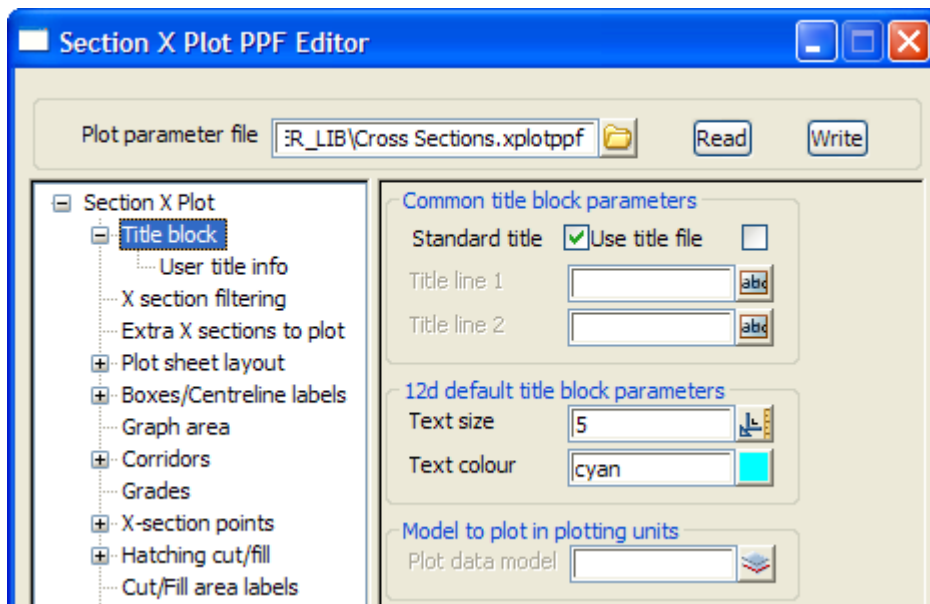 Section X Plot PPF Editor
Plot parameter file ER_LIB\Cross Sections.xplotppf Read Write
Section X Plot
Title block
User title info
X section filtering
Extra X sections to plot
Plot sheet layout
Boxes/Centreline labels
Graph area
Corridors
Grades
X-section points
Hatching cut/fill
Cut/Fill area labels
Common title block parameters
Standard title Use title file
Title line 1 abc
Title line 2 abc
12d default title block parameters
Text size 5
Text colour cyan
Model to plot in plotting units
Plot data model